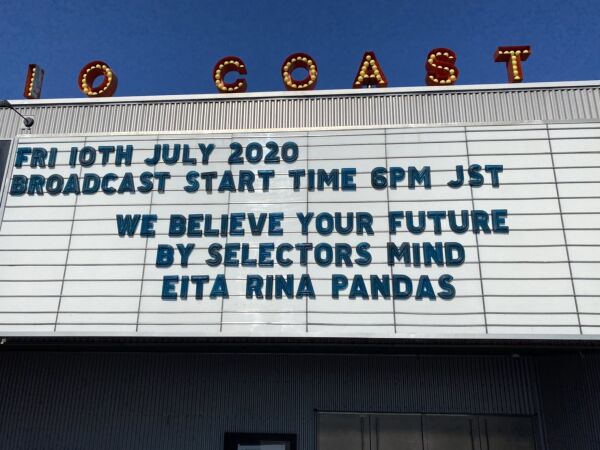 IO COAST
FRI 10TH JULY 2020
BROADCAST START TIME 6PM JST
WE BELIEVE YOUR FUTURE
BY SELECTORS MIND
EITA RINA PANDAS